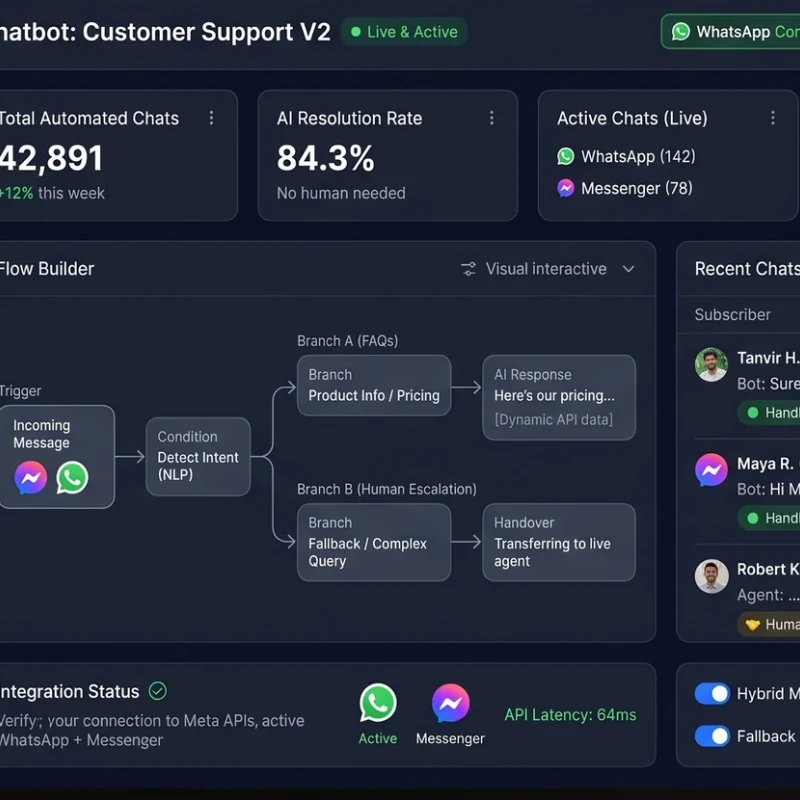 hatbot: Customer Support V2
Live & Active
WhatsApp Con
Total Automated Chats
42,891
+12% this week
AI Resolution Rate
84.3%
No human needed
Active Chats (Live)
WhatsApp (142)
Messenger (78)
Flow Builder
Visual interactive
Trigger
Incoming
Message
Condition
Detect Intent
(NLP)
Branch A (FAQs)
Branch
Product Info / Pricing
AI Response
Here's our pricing...
[Dynamic API data]
Branch B (Human Escalation)
Branch
Fallback / Complex
Query
Handover
Transferring to live
agent
Recent Chats
Subscriber
Tanvir H.
Bot: Sure
Handl
Maya R. (
Bot: Hi M
Handl
Robert K
Agent: ...
Huma
ntegration Status
Verify; your connection to Meta APIs, active
WhatsApp + Messenger
Active
Messenger
API Latency: 64ms
Hybrid M
Fallback